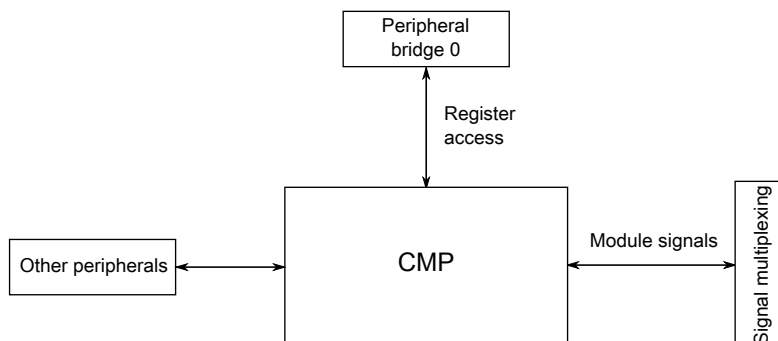 Peripheral
bridge 0
Register
access
Module signals
CMP
Other peripherals
Signal multiplexing